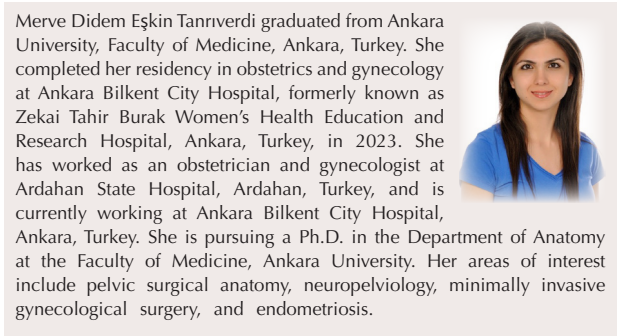 Merve Didem Eşkin Tanrıverdi graduated from Ankara
University, Faculty of Medicine, Ankara, Turkey. She
completed her residency in obstetrics and gynecology
at Ankara Bilkent City Hospital, formerly known as
Zekai Tahir Burak Women’s Health Education and
Research Hospital, Ankara, Turkey, in 2023. She
has worked as an obstetrician and gynecologist at
Ardahan State Hospital, Ardahan, Turkey, and is
currently working at Ankara Bilkent City Hospital,
Ankara, Turkey. She is pursuing a Ph.D. in the Department of Anatomy
at the Faculty of Medicine, Ankara University. Her areas of interest
include pelvic surgical anatomy, neuropelviology, minimally invasive
gynecological surgery, and endometriosis.